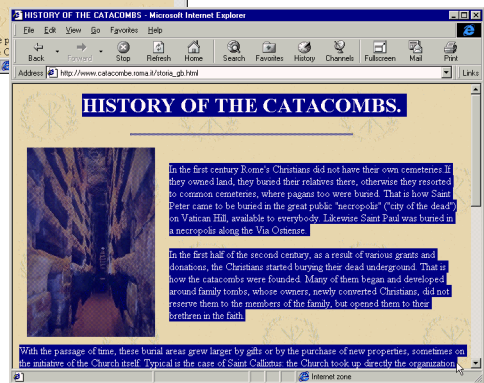 HISTORY OF THE CATACOMBS - Microsoft Internet Explorer
File Edit View Go Favorites Help
Back Forward Stop Refresh Home Search Favorites History Channels Fullscreen Mail Print
Address http://www.catacombe.roma.it/storia_gb.html Links
HISTORY OF THE CATACOMBS.
In the first century Rome's Christians did not have their own cemeteries.If
they owned land, they buried their relatives there, otherwise they resorted
to common cemeteries, where pagans too were buried. That is how Saint
Peter came to be buried in the great public "necropolis" ("city of the dead")
on Vatican Hill, available to everybody. Likewise Saint Paul was buried in
a necropolis along the Via Ostiense.
In the first half of the second century, as a result of various grants and
donations, the Christians started burying their dead underground. That is
how the catacombs were founded. Many of them began and developed
around family tombs, whose owners, newly converted Christians, did not
reserve them to the members of the family, but opened them to their
brethren in the faith.
With the passage of time, these burial areas grew larger by gifts or by the purchase of new properties, sometimes on
the initiative of the Church itself. Typical is the case of Saint Callixtus: the Church took up directly the organization
Internet zone